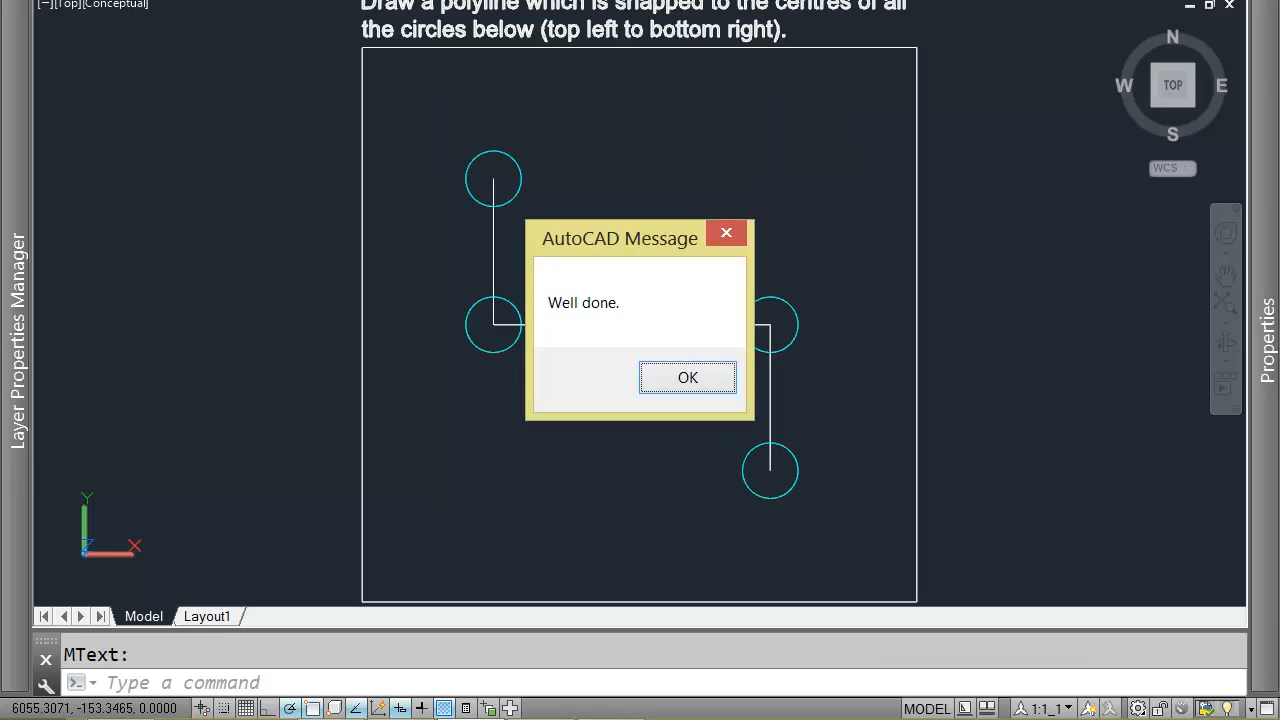 [−][Top][Conceptual]
Draw a polyline which is snapped to the centres of all
the circles below (top left to bottom right).
N
W
TOP
E
S
WCS
Layer Properties Manager
Properties
AutoCAD Message
Well done.
OK
Y
Z
X
Model
Layout1
MText:
Type a command
6055.3071, -153.3465, 0.0000
MODEL
1:1_1